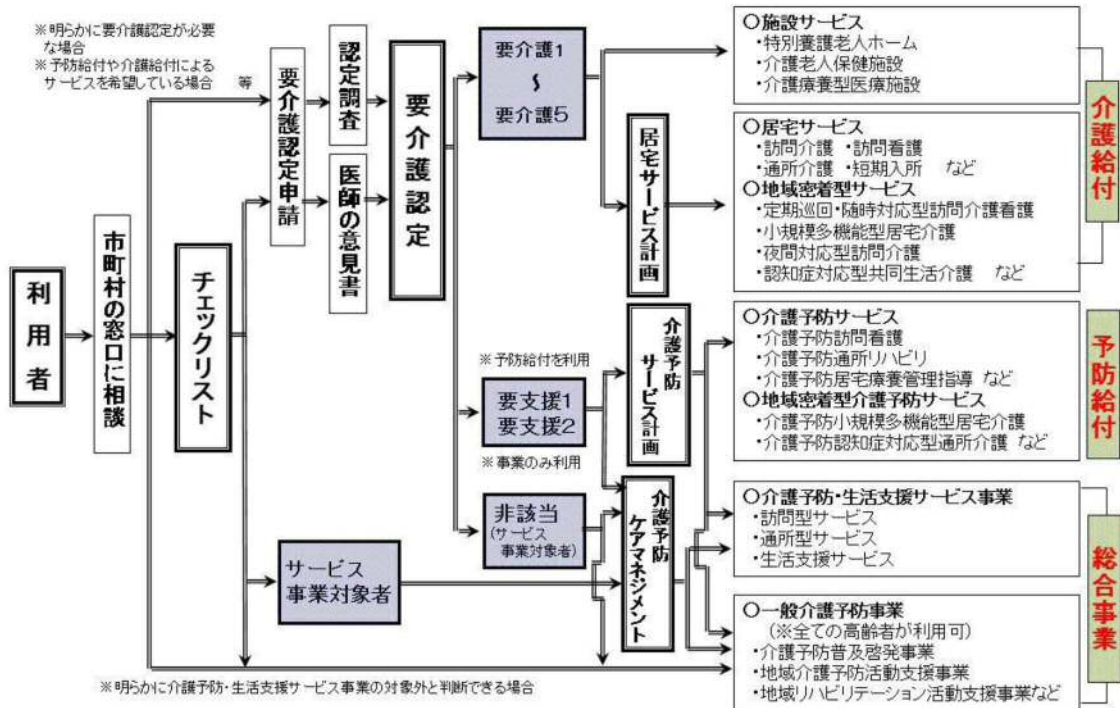 ※明らかに要介護認定が必要
な場合
※予防給付や介護給付による
サービスを希望している場合 等
利用者
市町村の窓口に相談
チェックリスト
要介護認定申請
認定調査
医師の意見書
要介護認定
要介護1
~
要介護5
※予防給付を利用
要支援1
要支援2
※事業のみ利用
非該当
(サービス
事業対象者)
サービス
事業対象者
居宅サービス計画
介護予防
サービス計画
介護予防
ケアマネジメント
○施設サービス
・特別養護老人ホーム
・介護老人保健施設
・介護療養型医療施設
○居宅サービス
・訪問介護 ・訪問看護
・通所介護 ・短期入所 など
○地域密着型サービス
・定期巡回・随時対応型訪問介護看護
・小規模多機能型居宅介護
・夜間対応型訪問介護
・認知症対応型共同生活介護 など
介護給付
○介護予防サービス
・介護予防訪問看護
・介護予防通所リハビリ
・介護予防居宅療養管理指導 など
○地域密着型介護予防サービス
・介護予防小規模多機能型居宅介護
・介護予防認知症対応型通所介護 など
予防給付
○介護予防・生活支援サービス事業
・訪問型サービス
・通所型サービス
・生活支援サービス
○一般介護予防事業
(※全ての高齢者が利用可)
・介護予防普及啓発事業
・地域介護予防活動支援事業
・地域リハビリテーション活動支援事業など
総合事業
※明らかに介護予防・生活支援サービス事業の対象外と判断できる場合